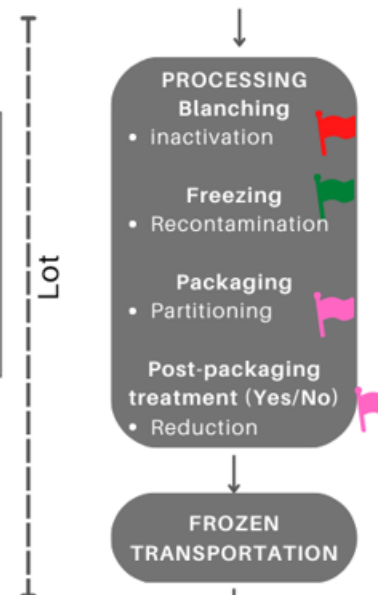 Lot
PROCESSING
Blanching
• inactivation
Freezing
• Recontamination
Packaging
• Partitioning
Post-packaging
treatment (Yes/No)
• Reduction
FROZEN
TRANSPORTATION